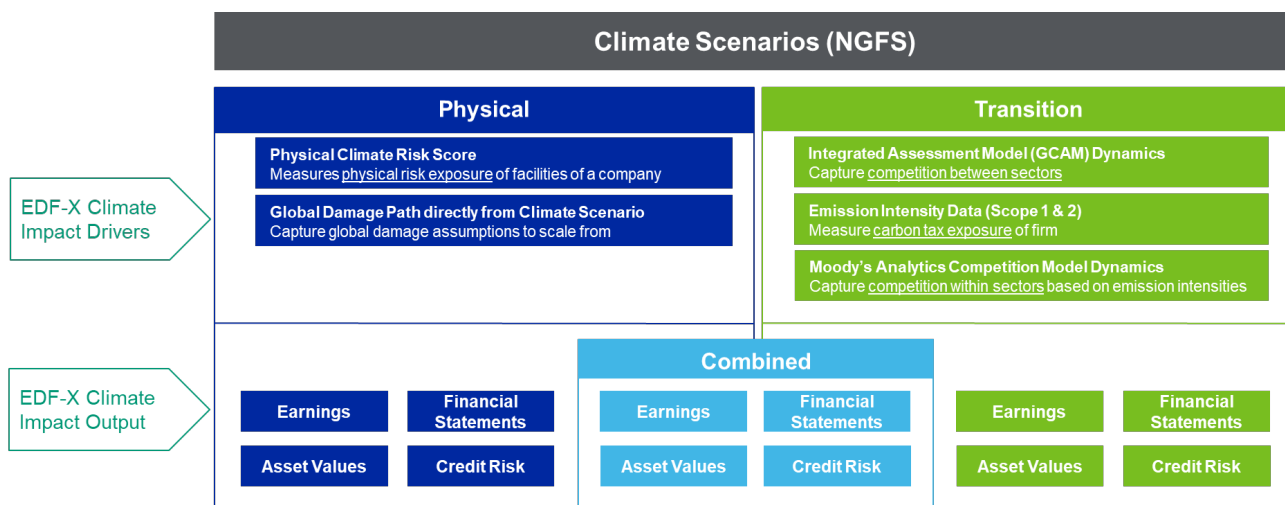 Climate Scenarios (NGFS)
Physical
Transition
EDF-X Climate
Impact Drivers
Physical Climate Risk Score
Measures physical risk exposure of facilities of a company
Global Damage Path directly from Climate Scenario
Capture global damage assumptions to scale from
Integrated Assessment Model (GCAM) Dynamics
Capture competition between sectors
Emission Intensity Data (Scope 1 & 2)
Measure carbon tax exposure of firm
Moody's Analytics Competition Model Dynamics
Capture competition within sectors based on emission intensities
EDF-X Climate
Impact Output
Earnings
Financial
Statements
Asset Values
Credit Risk
Combined
Earnings
Financial
Statements
Asset Values
Credit Risk
Earnings
Financial
Statements
Asset Values
Credit Risk